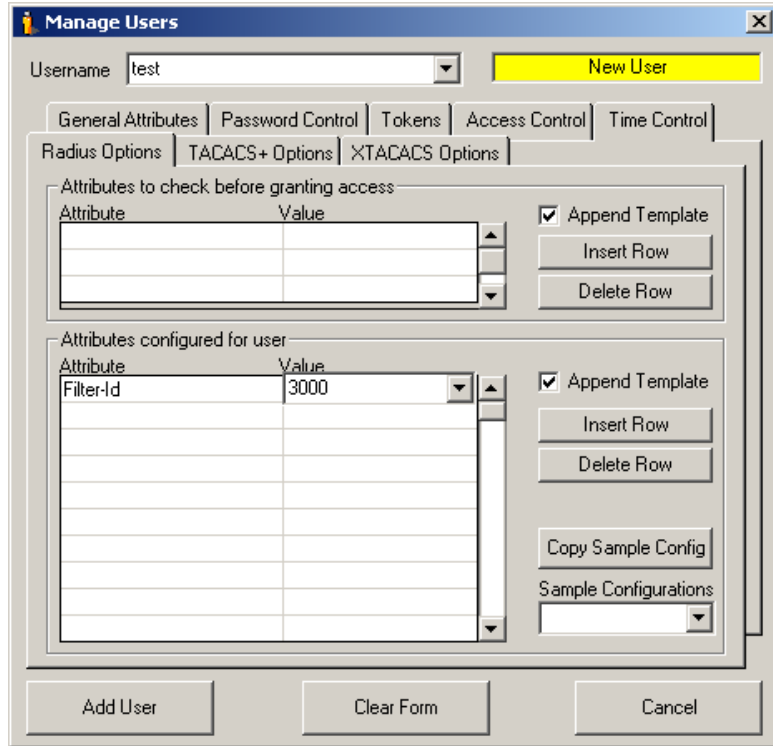 Manage Users
Username test New User
General Attributes Password Control Tokens Access Control Time Control
Radius Options TACACS+ Options XTACACS Options
Attributes to check before granting access
Attribute Value
Append Template
Insert Row
Delete Row
Attributes configured for user
Attribute Value
Filter-Id 3000
Append Template
Insert Row
Delete Row
Copy Sample Config
Sample Configurations
Add User Clear Form Cancel